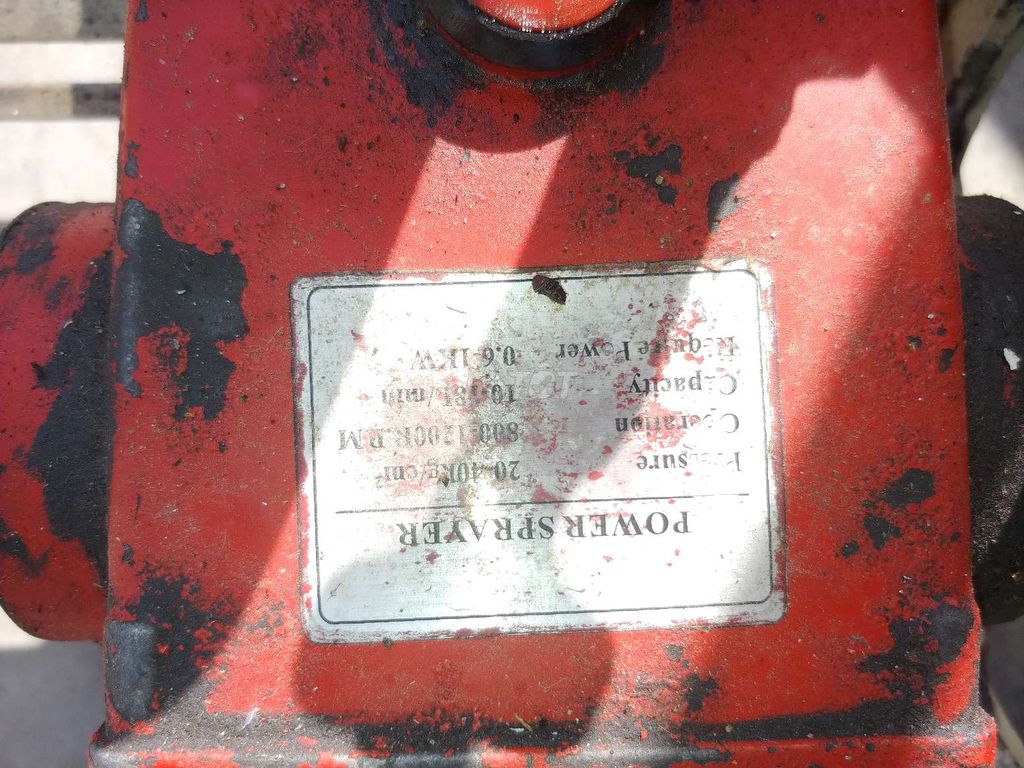 POWER SPRAYER
Pressure 20-40Kg/cm²
Operation 800-1200R.P.M
Capacity 10-18L/min
Require Power 0.6-1KW